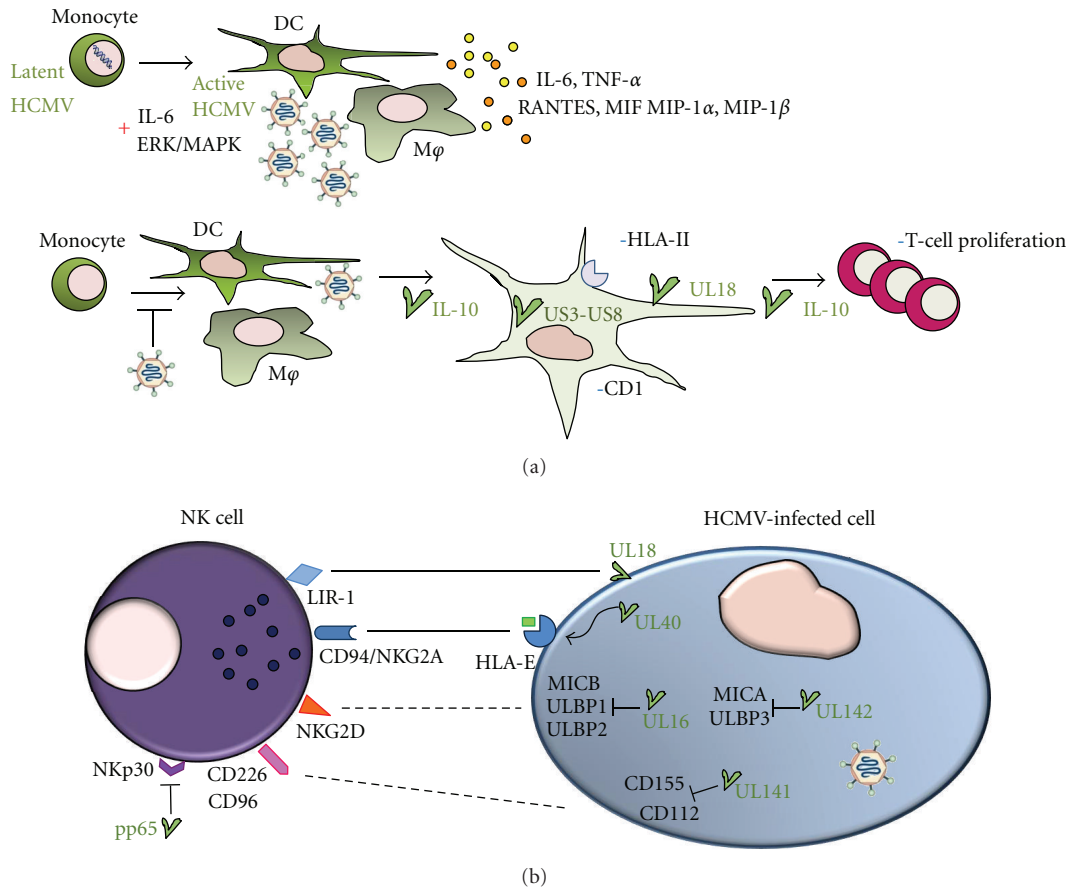 Monocyte
DC
Latent
HCMV
Active
HCMV
+ IL-6
ERK/MAPK
Mφ
IL-6, TNF-α
RANTES, MIF MIP-1α, MIP-1β
Monocyte
DC
Mφ
IL-10
-HLA-II
UL18
US3-US8
-CD1
IL-10
-T-cell proliferation
(a)
NK cell
HCMV-infected cell
LIR-1
UL18
CD94/NKG2A
HLA-E
UL40
NKG2D
MICB
ULBP1
ULBP2
UL16
MICA
ULBP3
UL142
NKp30
CD226
CD96
pp65
CD155
CD112
UL141
(b)